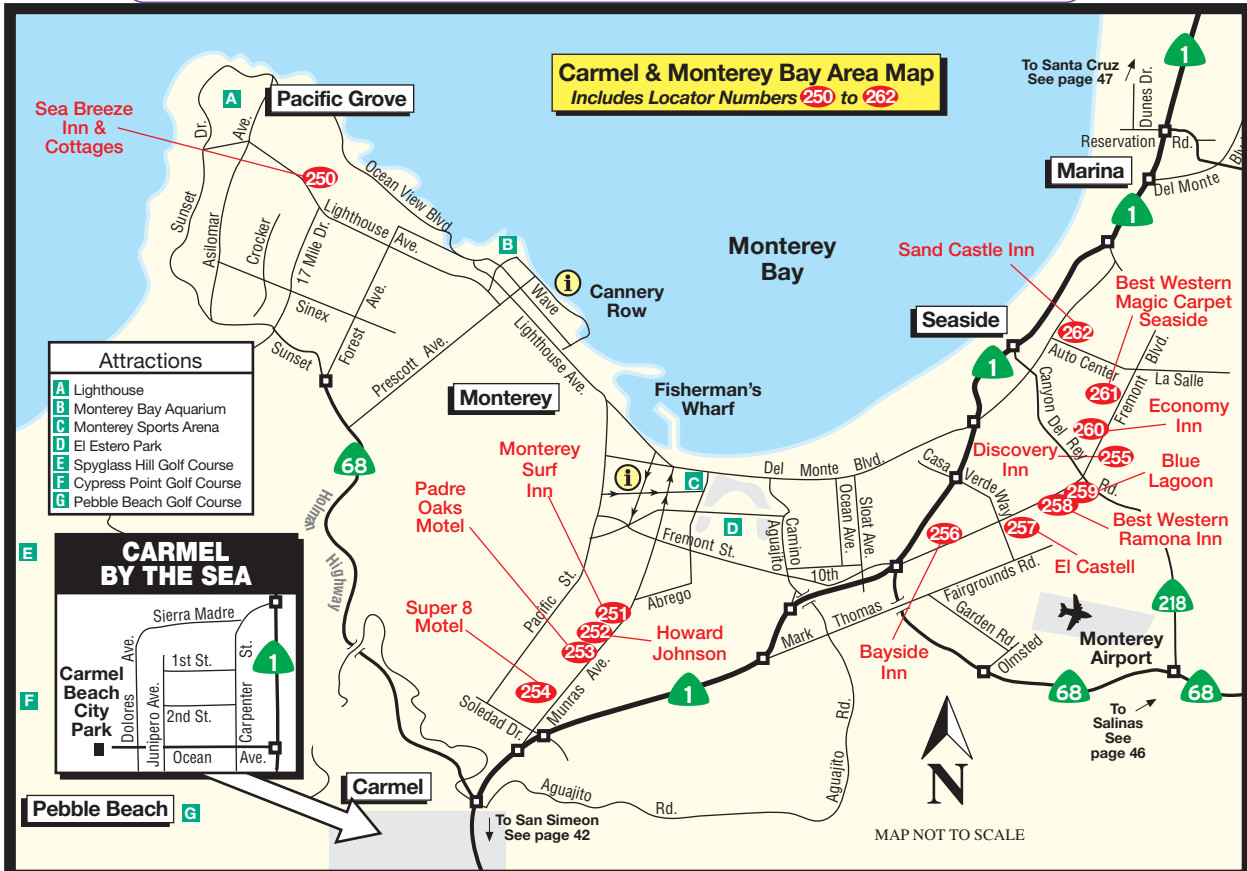 Carmel & Monterey Bay Area Map
Includes Locator Numbers 250 to 262
To Santa Cruz
See page 47
Dunes Dr.
1
Reservation Rd.
Marina
Del Monte Blvd
1
Pacific Grove
A
Sea Breeze
Inn &
Cottages
250
Sunset Dr.
Asilomar Ave.
Crocker
17 Mile Dr.
Lighthouse Ave.
Ocean View Blvd
Sinex
Sunset
Forest Ave.
Prescott Ave.
B
i
Cannery
Row
Wave
Lighthouse Ave.
Monterey
Bay
Sand Castle Inn
262
Best Western
Magic Carpet
Seaside
261
Seaside
1
Auto Center
La Salle
Fremont Blvd.
Canyon Del Rey Rd.
Economy
Inn
260
Discovery
Inn
255
Blue
Lagoon
259
258
Best Western
Ramona Inn
257
El Castell
256
Bayside
Inn
Attractions
A Lighthouse
B Monterey Bay Aquarium
C Monterey Sports Arena
D El Estero Park
E Spyglass Hill Golf Course
F Cypress Point Golf Course
G Pebble Beach Golf Course
Monterey
Fisherman's
Wharf
68
Holman Highway
Monterey
Surf
Inn
Padre
Oaks
Motel
i
C
D
Del Monte Blvd.
Casa Verde Way
Ocean Ave.
Sloat Ave.
Camino Aguajito
Fremont St.
10th
Pacific St.
Abrego
251
252
253
Howard
Johnson
Super 8
Motel
254
Munras Ave.
Soledad Dr.
1
Mark Thomas
Fairgrounds Rd.
Garden Rd.
Olmsted
Monterey
Airport
218
68
68
To
Salinas
See
page 46
Aguajito Rd.
Aguajito Rd.
N
MAP NOT TO SCALE
E
F
CARMEL
BY THE SEA
Sierra Madre
Dolores Ave.
Junipero Ave.
1st St.
2nd St.
Carpenter St.
1
Carmel
Beach
City
Park
Ocean Ave.
Pebble Beach
G
Carmel
To San Simeon
See page 42